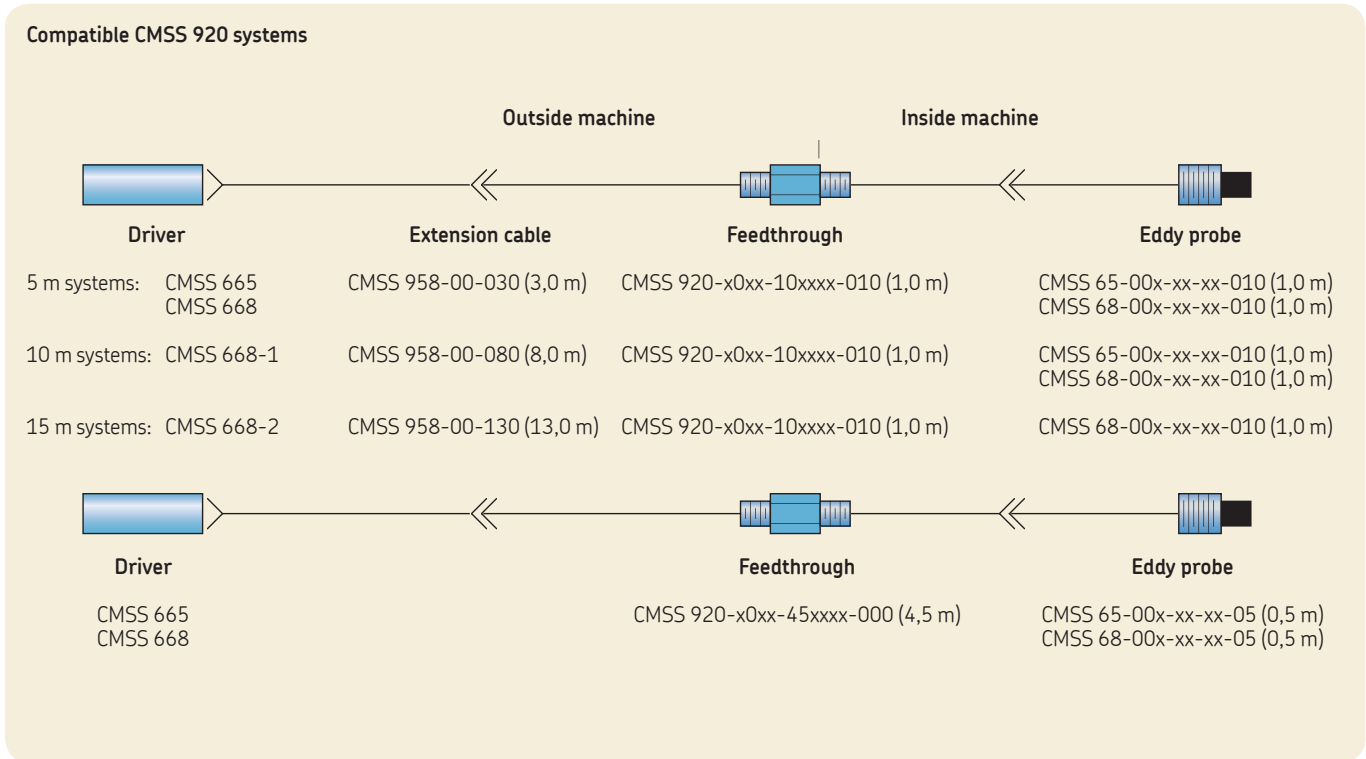 Compatible CMSS 920 systems
Outside machine Inside machine
Driver Extension cable Feedthrough Eddy probe
5 m systems: CMSS 665 CMSS 958-00-030 (3,0 m) CMSS 920-x0xx-10xxxx-010 (1,0 m) CMSS 65-00x-xx-xx-010 (1,0 m)
CMSS 668 CMSS 68-00x-xx-xx-010 (1,0 m)
10 m systems: CMSS 668-1 CMSS 958-00-080 (8,0 m) CMSS 920-x0xx-10xxxx-010 (1,0 m) CMSS 65-00x-xx-xx-010 (1,0 m)
CMSS 68-00x-xx-xx-010 (1,0 m)
15 m systems: CMSS 668-2 CMSS 958-00-130 (13,0 m) CMSS 920-x0xx-10xxxx-010 (1,0 m) CMSS 68-00x-xx-xx-010 (1,0 m)
Driver Feedthrough Eddy probe
CMSS 665 CMSS 920-x0xx-45xxxx-000 (4,5 m) CMSS 65-00x-xx-xx-05 (0,5 m)
CMSS 668 CMSS 68-00x-xx-xx-05 (0,5 m)